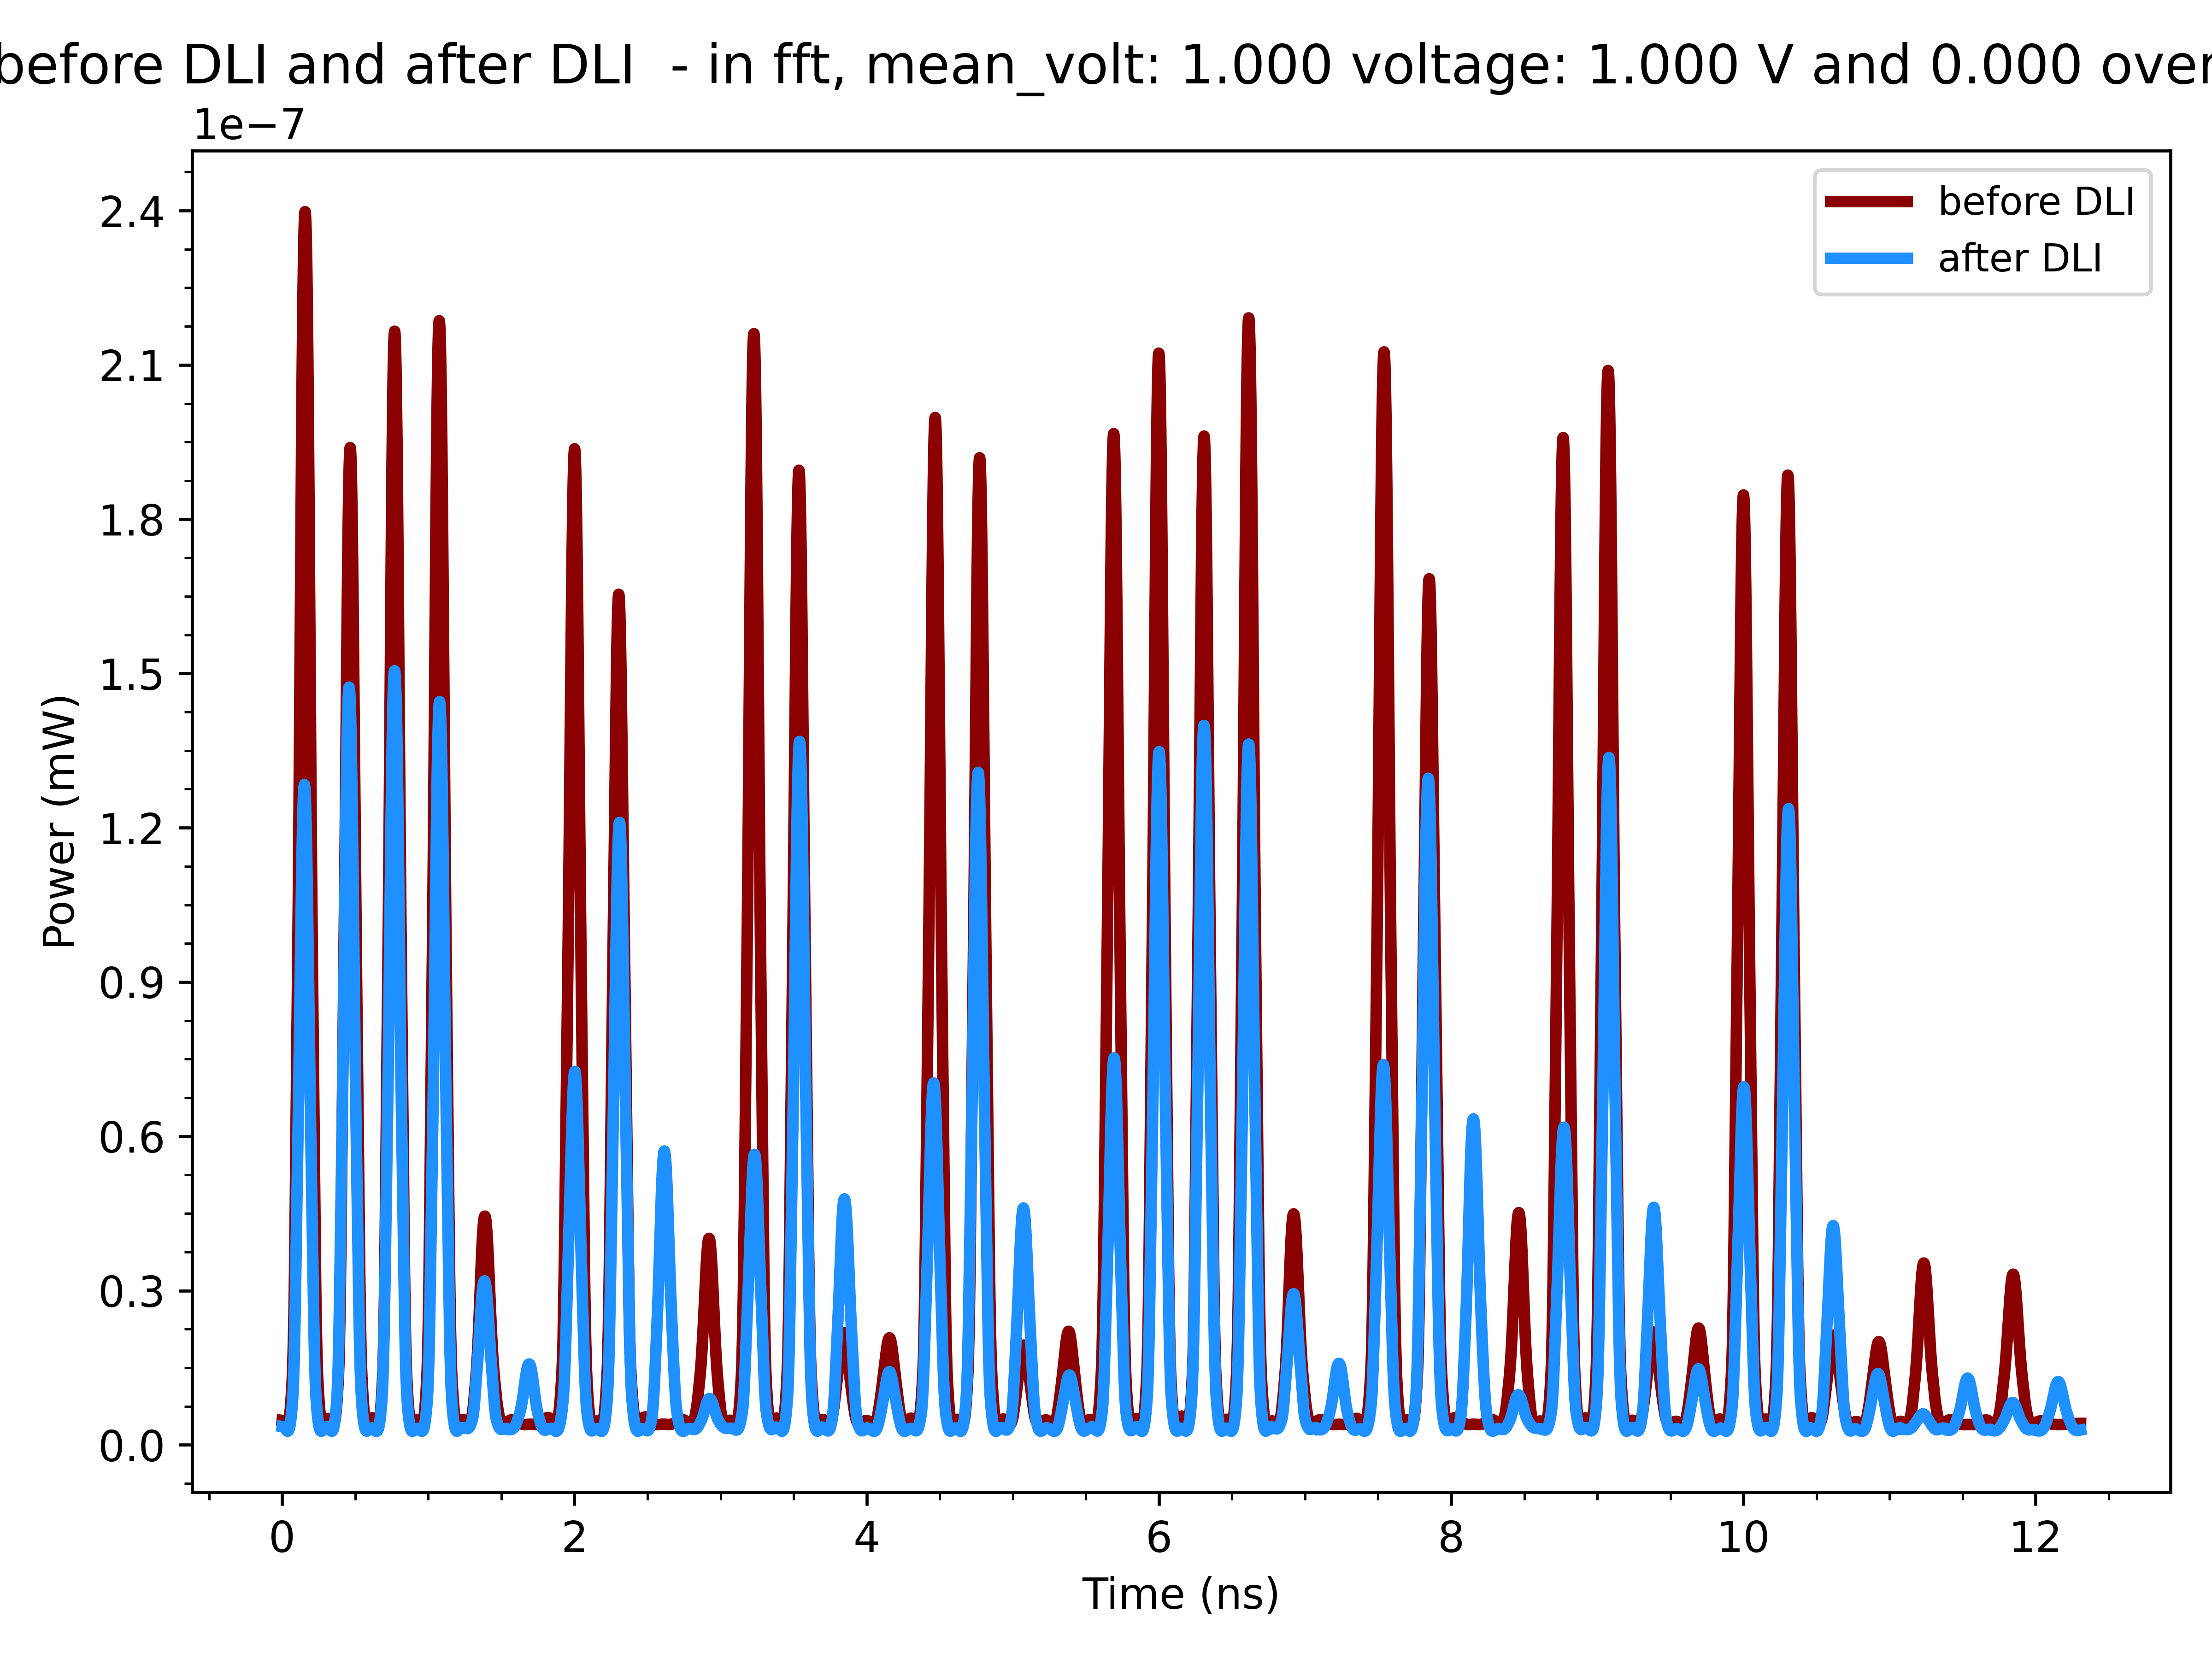 before DLI and after DLI  - in fft, mean_volt: 1.000 voltage: 1.000 V and 0.000 over
1e−7
before DLI
after DLI
2.4
2.1
1.8
1.5
1.2
0.9
0.6
0.3
0.0
Power (mW)
0 2 4 6 8 10 12
Time (ns)